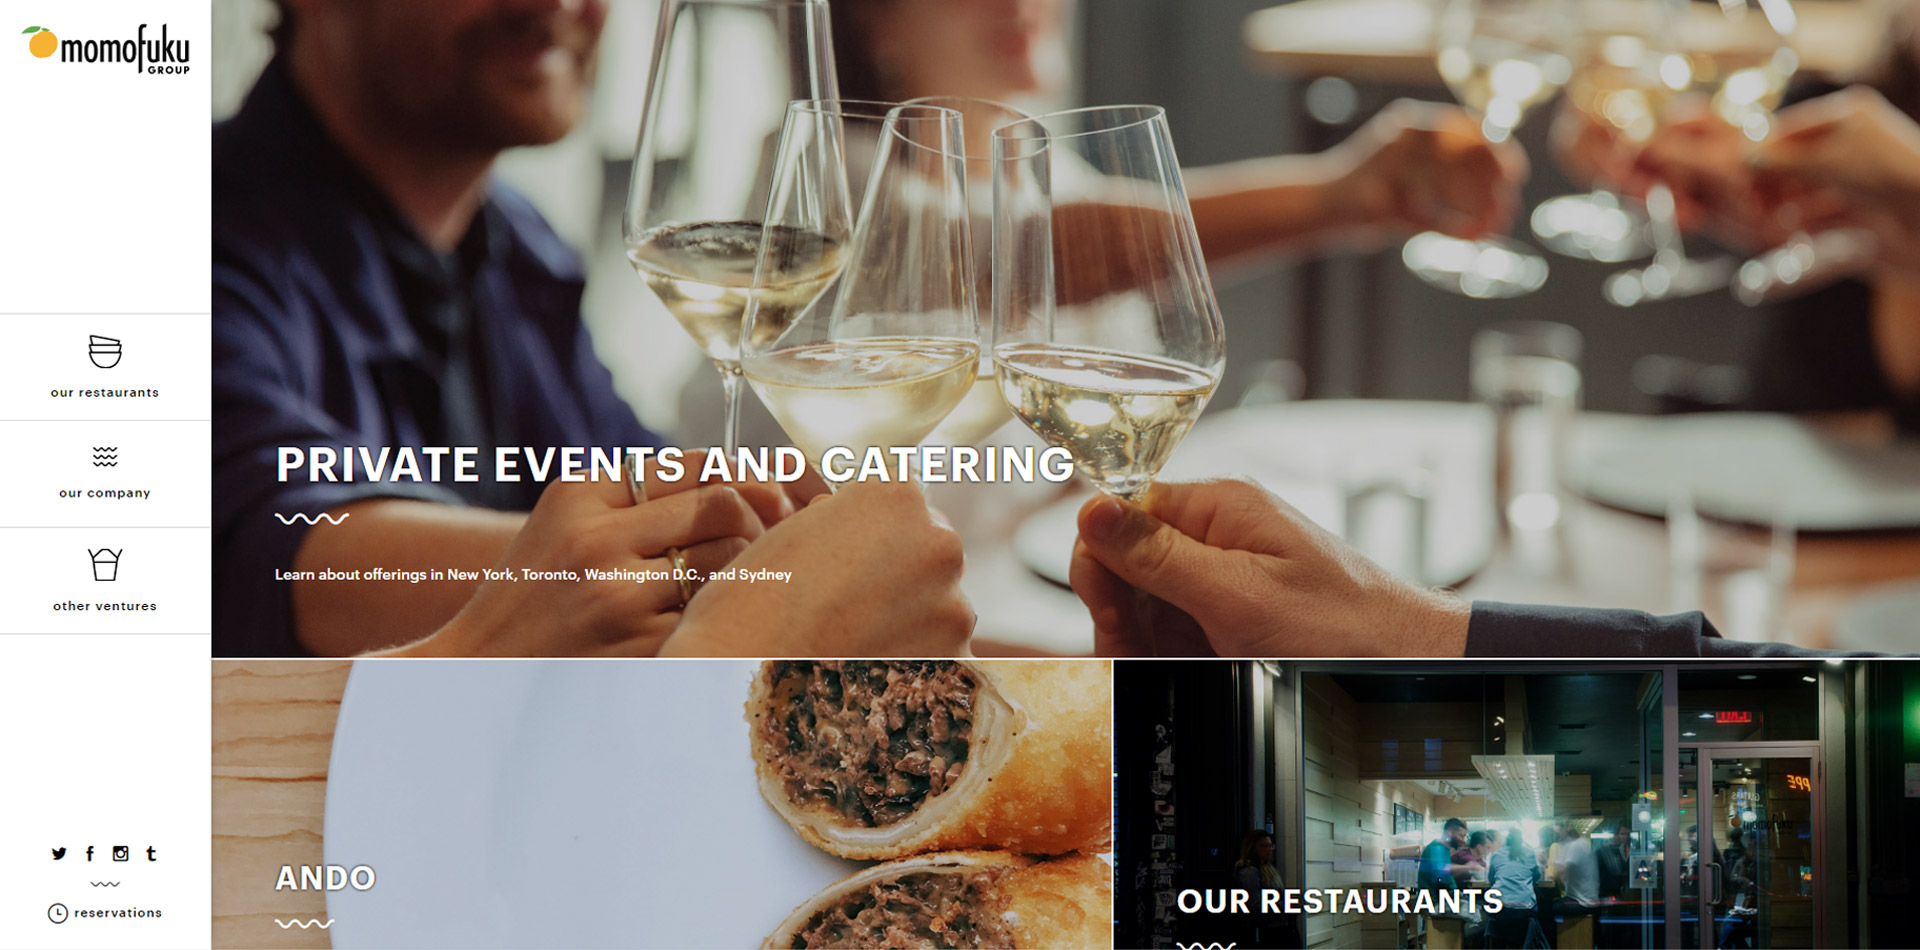 momofuku
GROUP
our restaurants
our company
other ventures
reservations
PRIVATE EVENTS AND CATERING
Learn about offerings in New York, Toronto, Washington D.C., and Sydney
ANDO
OUR RESTAURANTS
EXIT